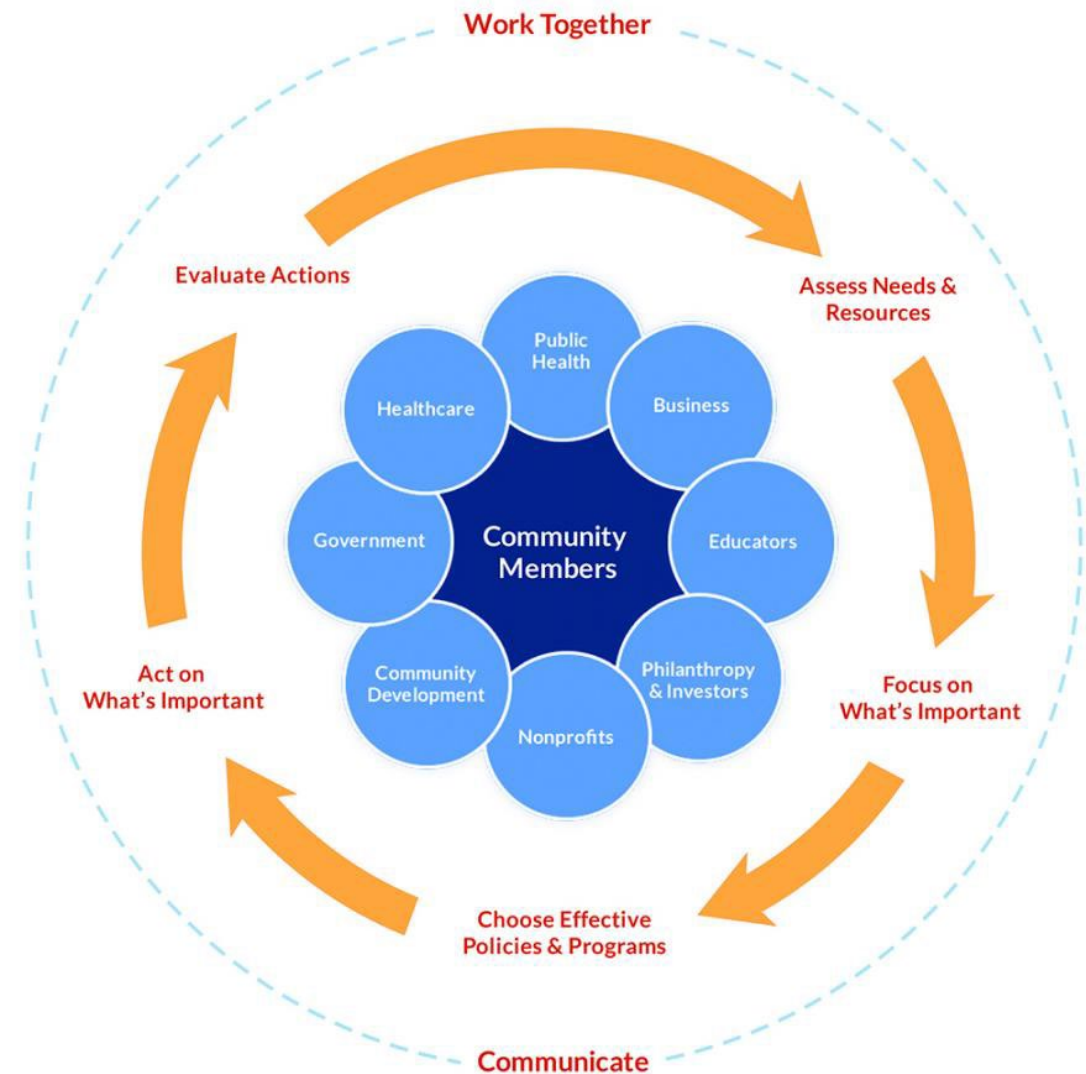 Work Together
Evaluate Actions
Assess Needs &
Resources
Public
Health
Healthcare
Business
Government
Community
Members
Educators
Community
Development
Philanthropy
& Investors
Nonprofits
Act on
What's Important
Focus on
What's Important
Choose Effective
Policies & Programs
Communicate